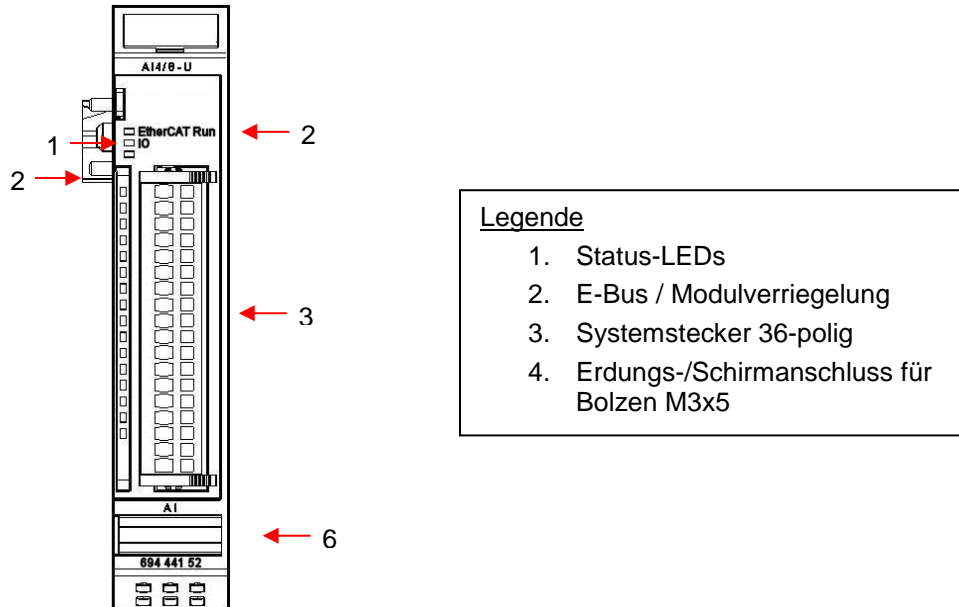 AI4/8-U
EtherCAT Run
IO
1
2
2
3
AI
6
694 441 52
Legende
1. Status-LEDs
2. E-Bus / Modulverriegelung
3. Systemstecker 36-polig
4. Erdungs-/Schirmanschluss für
Bolzen M3x5